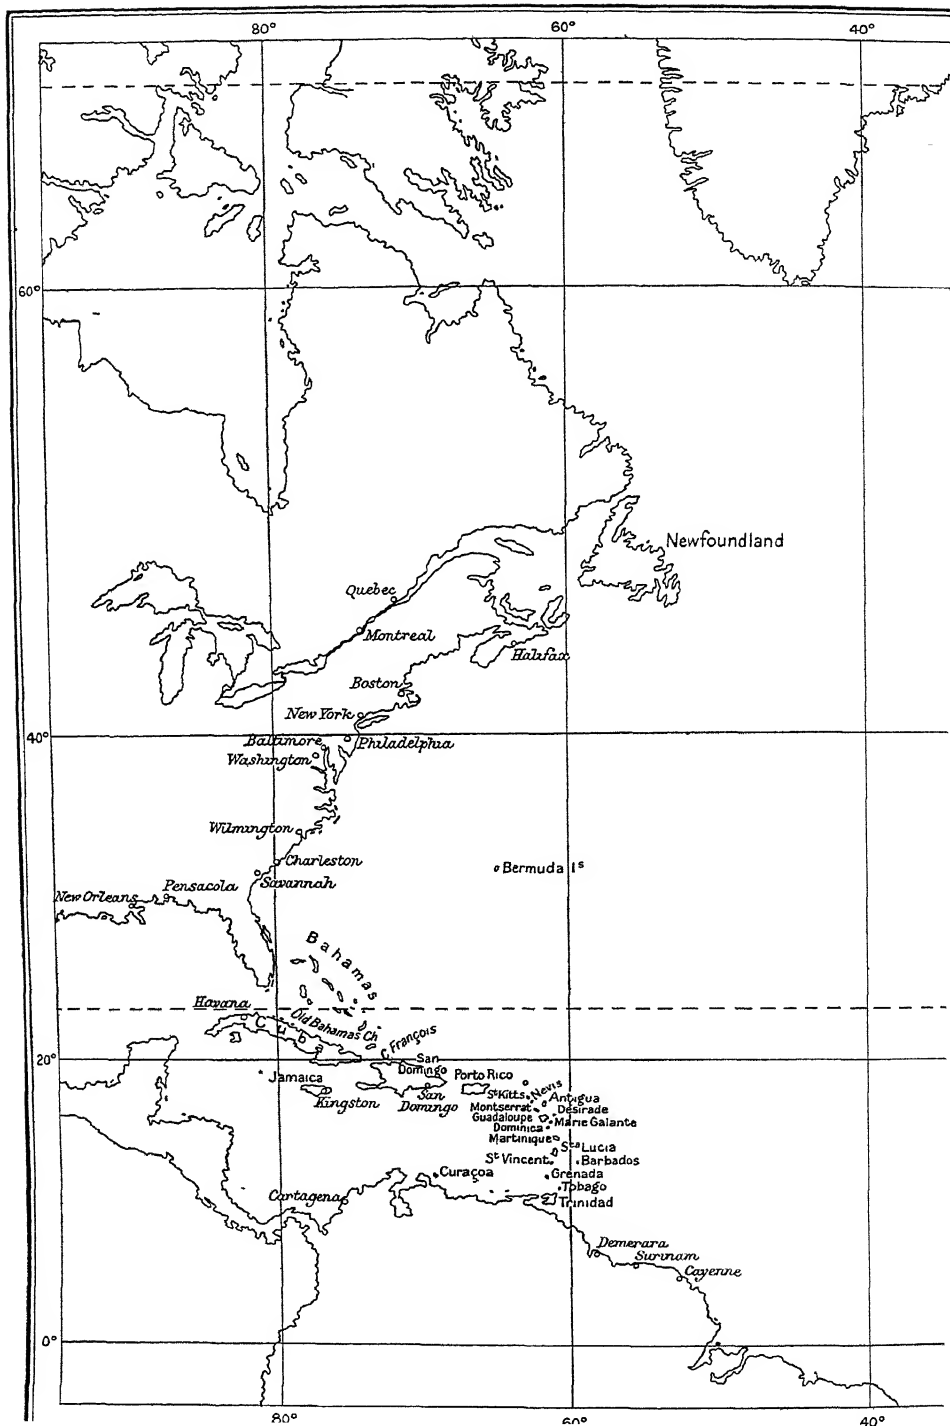 80°
60°
40°
60°
Newfoundland
Quebec
Montreal
Halifax
Boston
New York
40°
Baltimore
Philadelphia
Washington
Wilmington
Charleston
Bermuda Is
Savannah
Pensacola
New Orleans
Bahamas
Havana
Cuba
Old Bahamas Ch
C François
20°
San
Domingo
Jamaica
Kingston
San
Domingo
Porto Rico
St Kitts
Nevis
Antigua
Montserrat
Desirade
Guadaloupe
Marie Galante
Dominica
Martinique
Sta Lucia
St Vincent
Barbados
Curaçoa
Grenada
Tobago
Trinidad
Cartagena
Demerara
Surinam
Cayenne
0°
80°
60°
40°